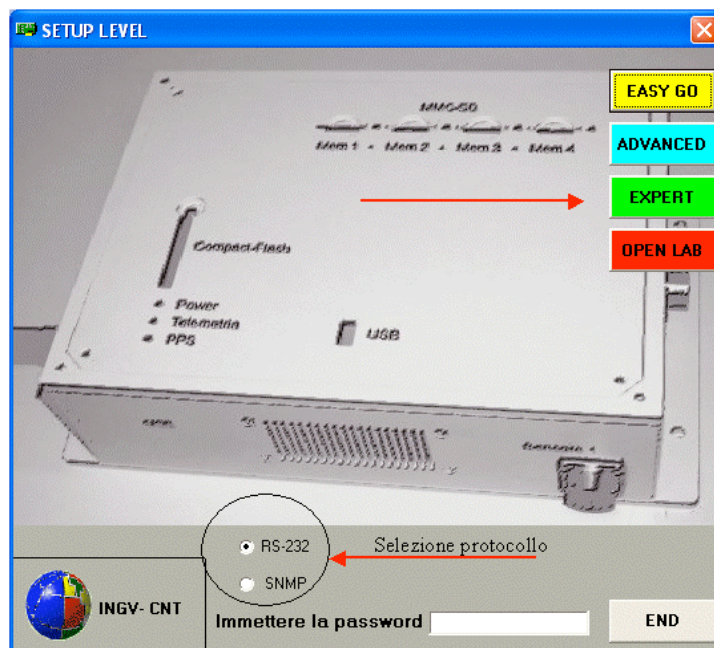 SETUP LEVEL
EASY GO
MMC-SD
Mem 1 - Mem 2 - Mem 3 - Mem 4
ADVANCED
EXPERT
Compact-Flash
OPEN LAB
Power
Telemetria
PPS
USB
RS-232
Selezione protocollo
SNMP
INGV- CNT
Immettere la password
END